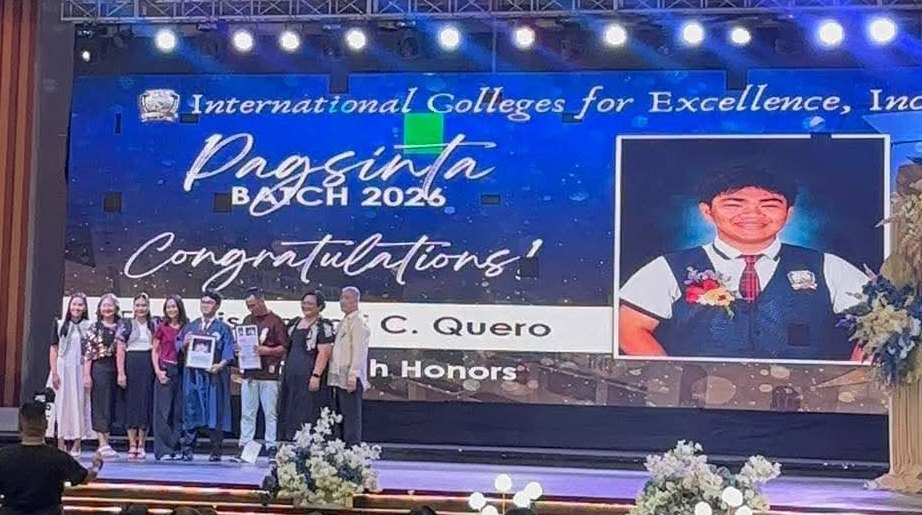 International Colleges for Excellence, Inc
Pagsinta
BATCH 2026
Congratulations!
C. Quero
Honors